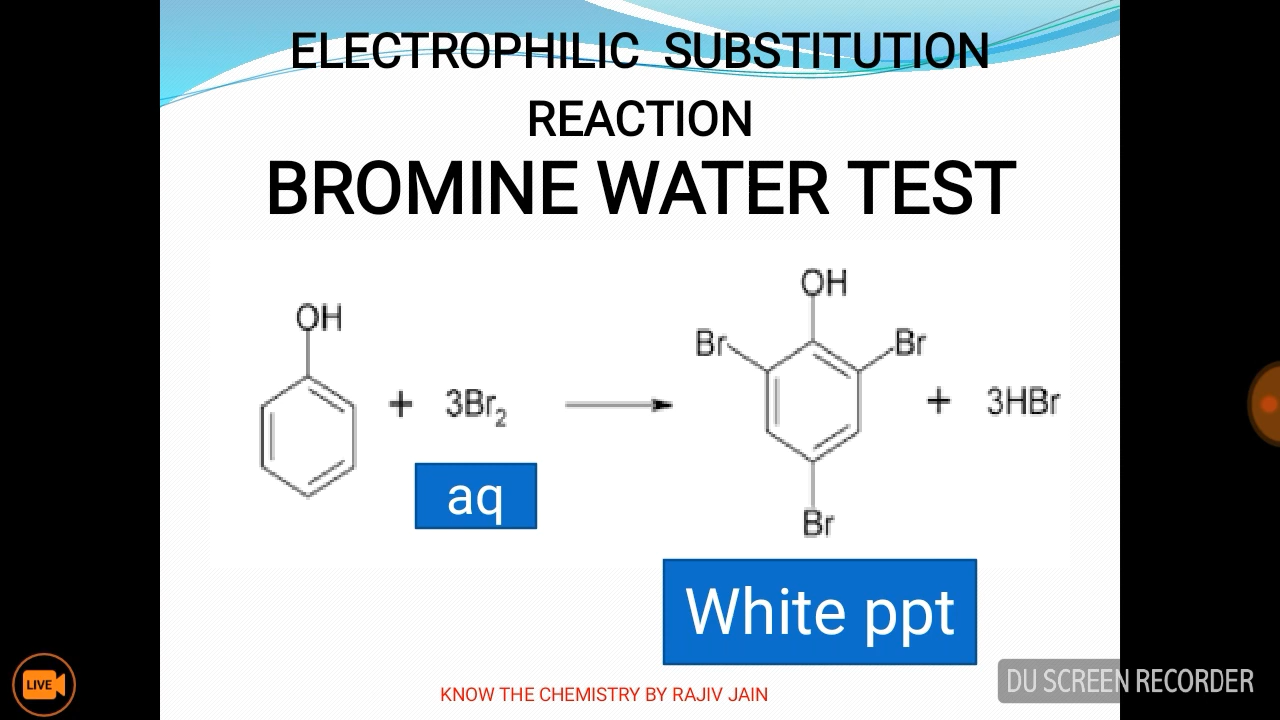 ELECTROPHILIC SUBSTITUTION
REACTION
BROMINE WATER TEST
OH
+ 3Br₂
aq
OH
Br Br
Br
+ 3HBr
White ppt
LIVE
KNOW THE CHEMISTRY BY RAJIV JAIN
DU SCREEN RECORDER